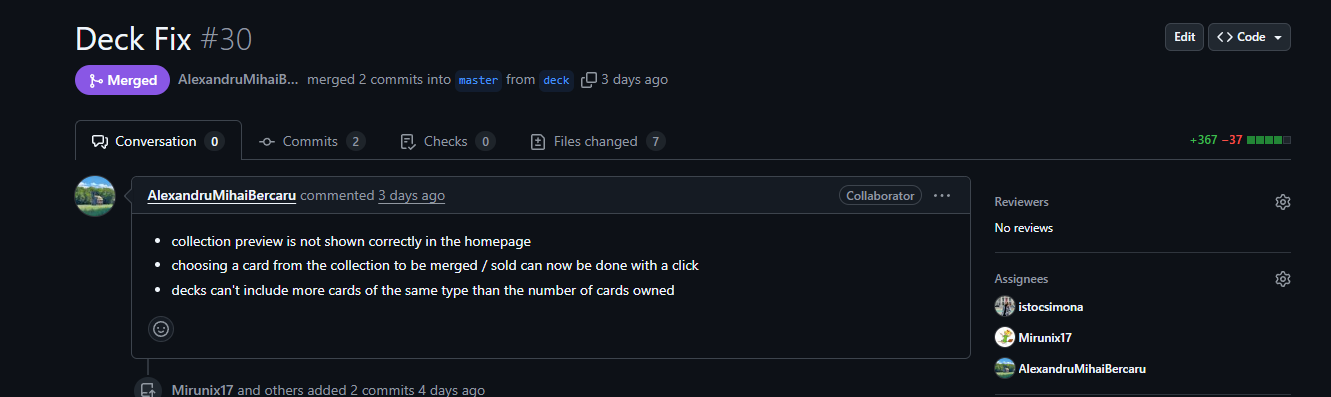 Deck Fix #30
Edit
Code
Merged AlexandruMihaiB... merged 2 commits into master from deck 3 days ago
Conversation 0 Commits 2 Checks 0 Files changed 7
+367 −37
AlexandruMihaiBercaru commented 3 days ago Collaborator
• collection preview is not shown correctly in the homepage
• choosing a card from the collection to be merged / sold can now be done with a click
• decks can't include more cards of the same type than the number of cards owned
Mirunix17 and others added 2 commits 4 days ago
Reviewers
No reviews
Assignees
istocsimona
Mirunix17
AlexandruMihaiBercaru